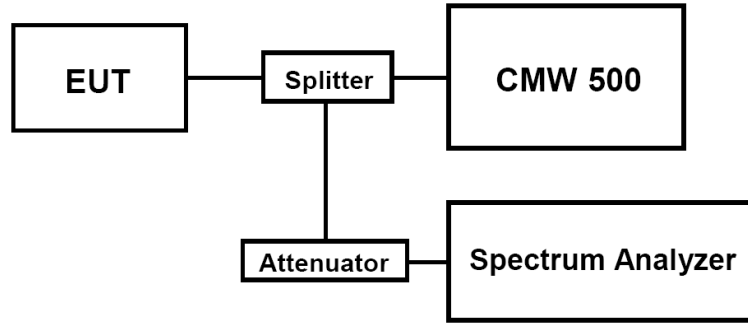 EUT
Splitter
CMW 500
Attenuator
Spectrum Analyzer